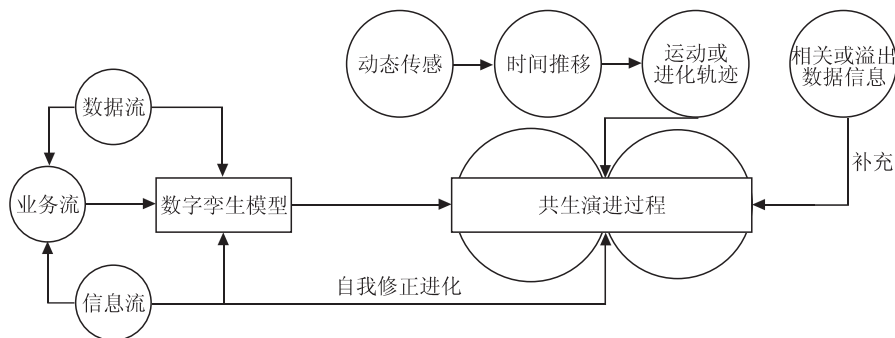 动态传感
时间推移
运动或
进化轨迹
相关或溢出
数据信息
数据流
补充
业务流
数字孪生模型
共生演进过程
信息流
自我修正进化